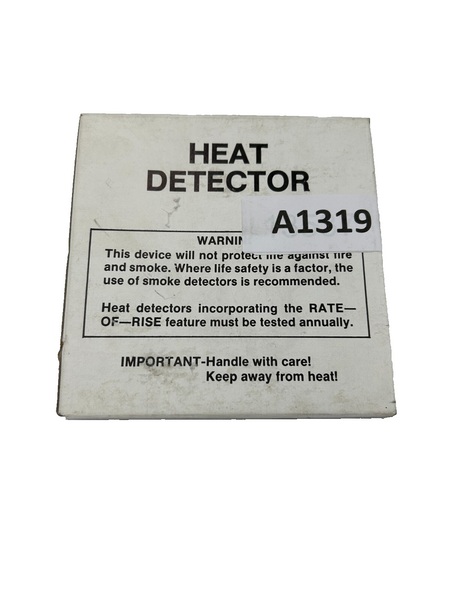 HEAT
DETECTOR
A1319
This device will not protect life against fire
and smoke. Where life safety is a factor, the
use of smoke detectors is recommended.
Heat detectors incorporating the RATE—
OF—RISE feature must be tested annually.
IMPORTANT-Handle with care!
Keep away from heat!